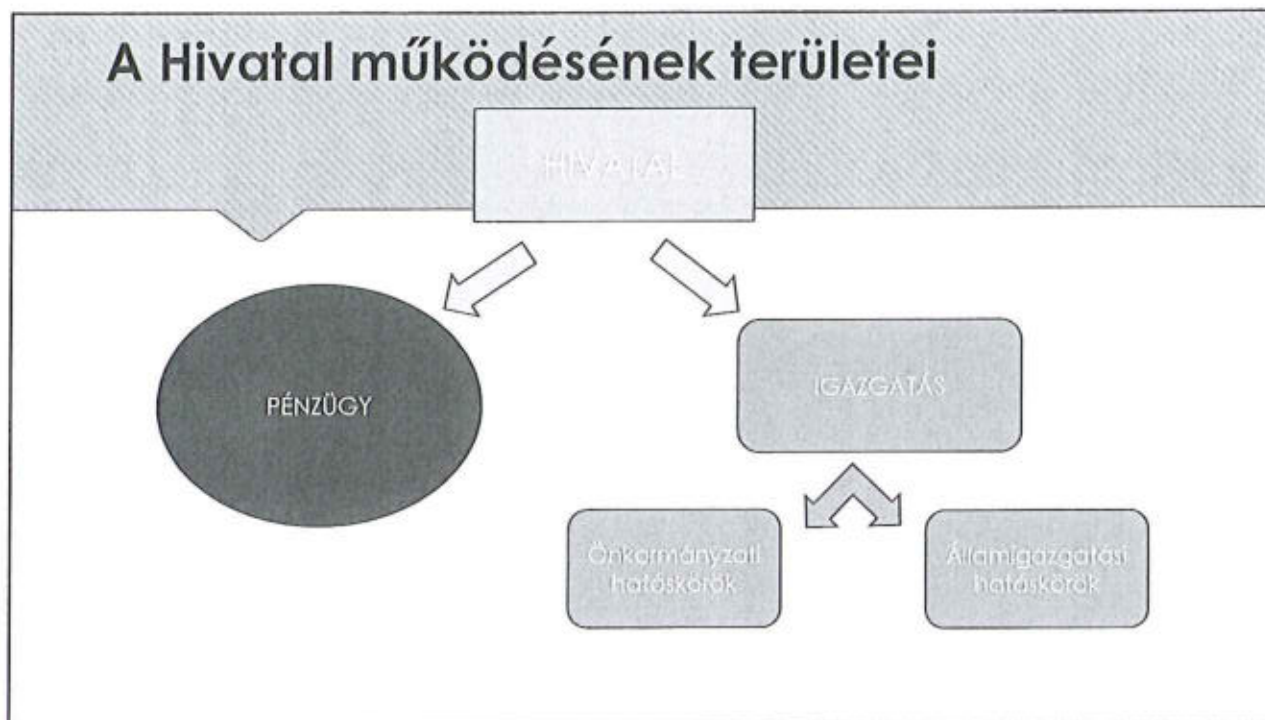 A Hivatal működésének területei
HIVATAL
PÉNZÜGY
IGAZGATÁS
Önkormányzati
hatáskörök
Államigazgatási
hatáskörök